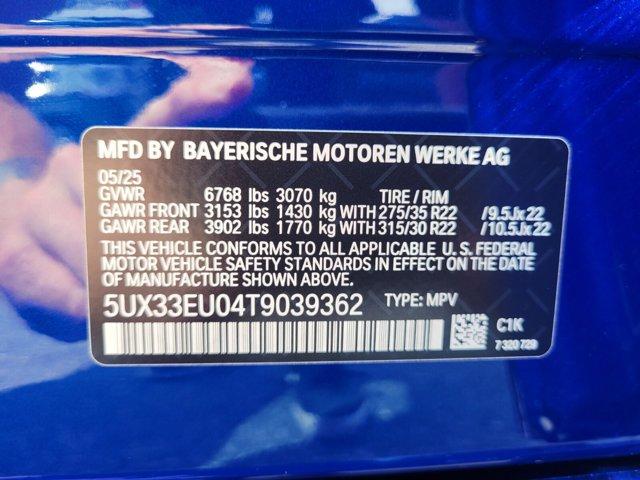 MFD BY BAYERISCHE MOTOREN WERKE AG
05/25
GVWR 6768 lbs 3070 kg TIRE / RIM
GAWR FRONT 3153 lbs 1430 kg WITH 275/35 R22 /9.5Jx22
GAWR REAR 3902 lbs 1770 kg WITH 315/30 R22 /10.5Jx22
THIS VEHICLE CONFORMS TO ALL APPLICABLE U.S. FEDERAL
MOTOR VEHICLE SAFETY STANDARDS IN EFFECT ON THE DATE
OF MANUFACTURE SHOWN ABOVE.
5UX33EU04T9039362 TYPE: MPV
C1K
7 320 729